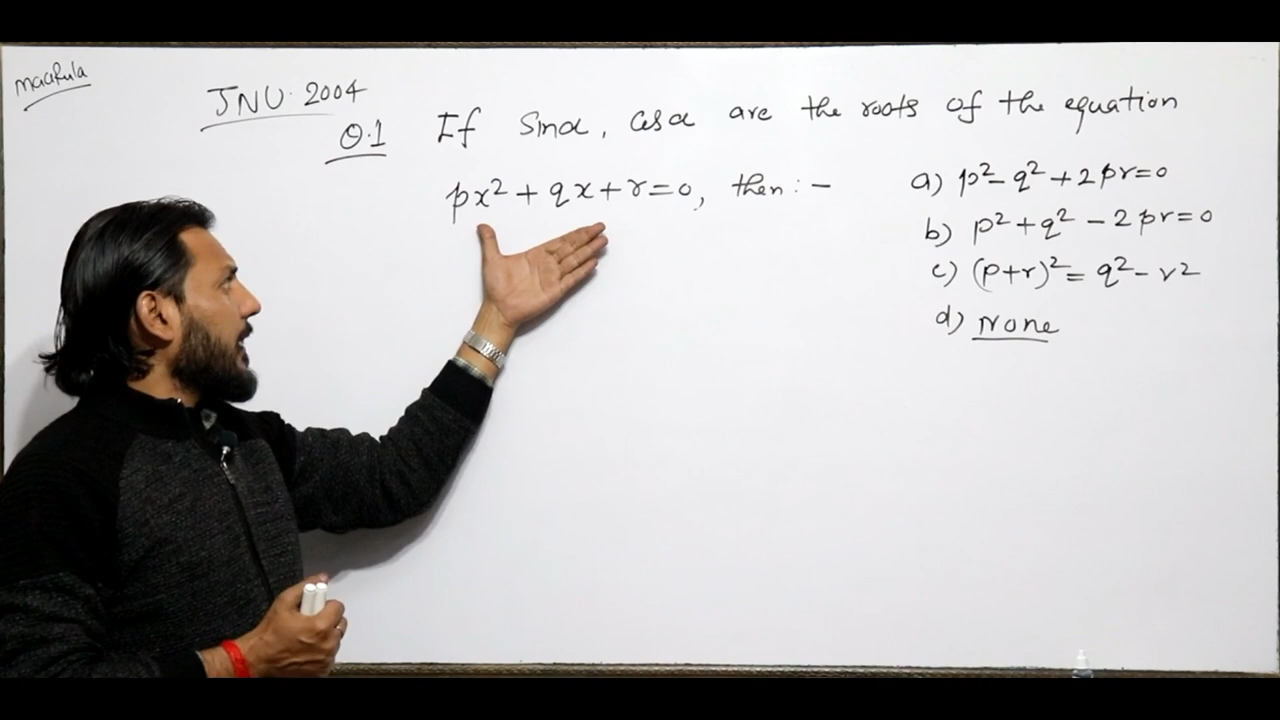 Maarula
JNU. 2004
Q.1 If Sinα, Cosα are the roots of the equation
px² + qx + r = 0, then : -
a) p² - q² + 2pr = 0
b) p² + q² - 2pr = 0
c) (p+r)² = q² - r²
d) None